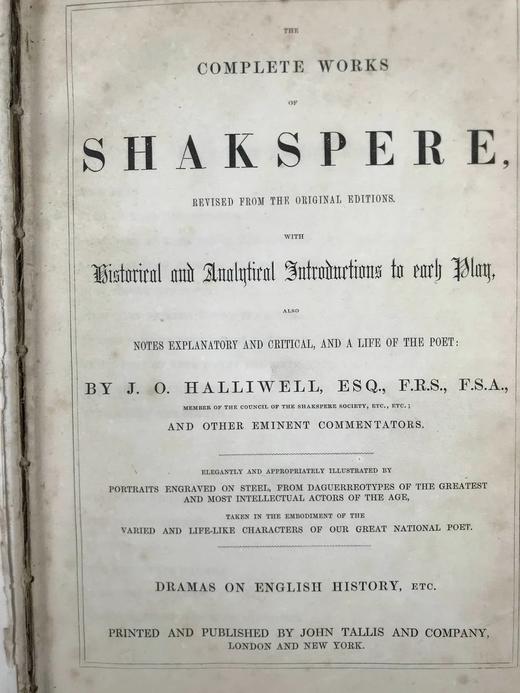 THE
COMPLETE WORKS
OF
SHAKSPERE,
REVISED FROM THE ORIGINAL EDITIONS.
WITH
Historical and Analytical Introductions to each Play,
ALSO
NOTES EXPLANATORY AND CRITICAL, AND A LIFE OF THE POET:
BY J. O. HALLIWELL, ESQ., F.R.S., F.S.A.,
MEMBER OF THE COUNCIL OF THE SHAKSPERE SOCIETY, ETC., ETC.;
AND OTHER EMINENT COMMENTATORS.
ELEGANTLY AND APPROPRIATELY ILLUSTRATED BY
PORTRAITS ENGRAVED ON STEEL, FROM DAGUERREOTYPES OF THE GREATEST
AND MOST INTELLECTUAL ACTORS OF THE AGE,
TAKEN IN THE EMBODIMENT OF THE
VARIED AND LIFE-LIKE CHARACTERS OF OUR GREAT NATIONAL POET.
DRAMAS ON ENGLISH HISTORY, ETC.
PRINTED AND PUBLISHED BY JOHN TALLIS AND COMPANY,
LONDON AND NEW YORK.